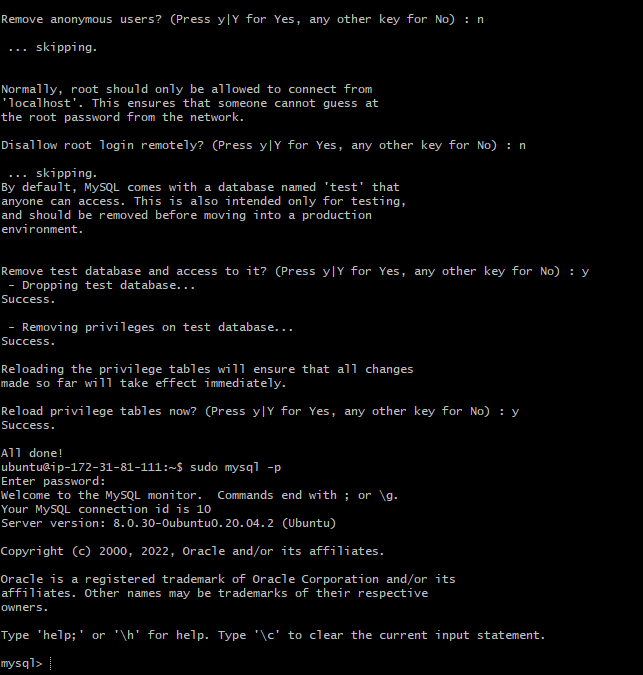 Remove anonymous users? (Press y|Y for Yes, any other key for No) : n
 ... skipping.
Normally, root should only be allowed to connect from
'localhost'. This ensures that someone cannot guess at
the root password from the network.
Disallow root login remotely? (Press y|Y for Yes, any other key for No) : n
 ... skipping.
By default, MySQL comes with a database named 'test' that
anyone can access. This is also intended only for testing,
and should be removed before moving into a production
environment.
Remove test database and access to it? (Press y|Y for Yes, any other key for No) : y
 - Dropping test database...
Success.
 - Removing privileges on test database...
Success.
Reloading the privilege tables will ensure that all changes
made so far will take effect immediately.
Reload privilege tables now? (Press y|Y for Yes, any other key for No) : y
Success.
All done!
ubuntu@ip-172-31-81-111:~$ sudo mysql -p
Enter password:
Welcome to the MySQL monitor.  Commands end with ; or \g.
Your MySQL connection id is 10
Server version: 8.0.30-0ubuntu0.20.04.2 (Ubuntu)
Copyright (c) 2000, 2022, Oracle and/or its affiliates.
Oracle is a registered trademark of Oracle Corporation and/or its
affiliates. Other names may be trademarks of their respective
owners.
Type 'help;' or '\h' for help. Type '\c' to clear the current input statement.
mysql>